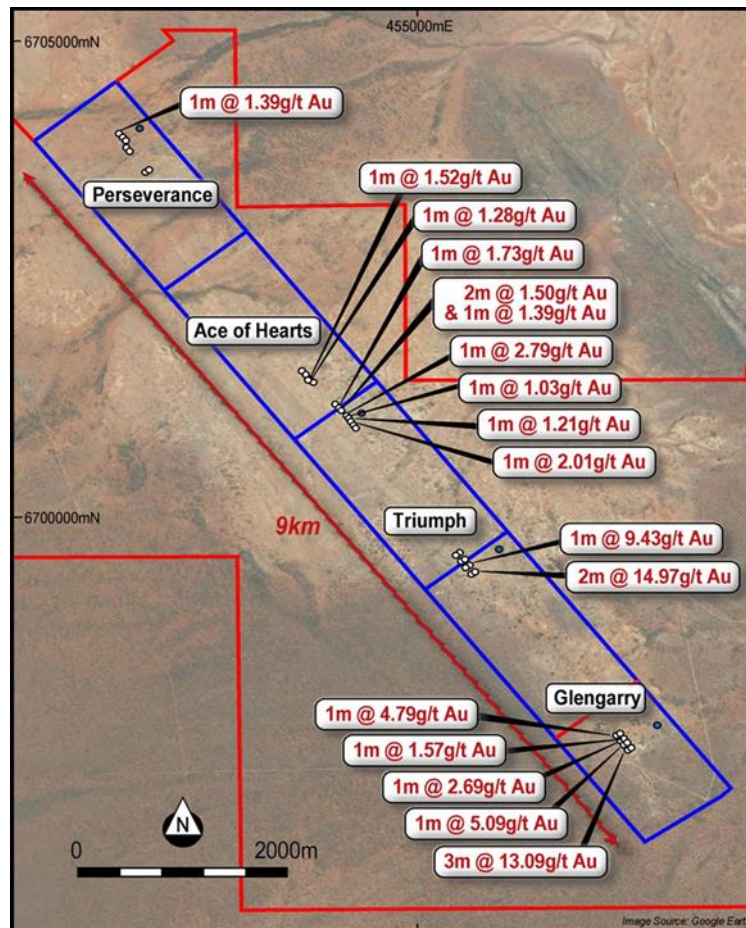 455000mE
6705000mN
1m @ 1.39g/t Au
Perseverance
1m @ 1.52g/t Au
1m @ 1.28g/t Au
1m @ 1.73g/t Au
2m @ 1.50g/t Au
& 1m @ 1.39g/t Au
Ace of Hearts
1m @ 2.79g/t Au
1m @ 1.03g/t Au
1m @ 1.21g/t Au
1m @ 2.01g/t Au
6700000mN
9km
Triumph
1m @ 9.43g/t Au
2m @ 14.97g/t Au
Glengarry
1m @ 4.79g/t Au
1m @ 1.57g/t Au
1m @ 2.69g/t Au
1m @ 5.09g/t Au
3m @ 13.09g/t Au
N
0 2000m
Image Source: Google Eart